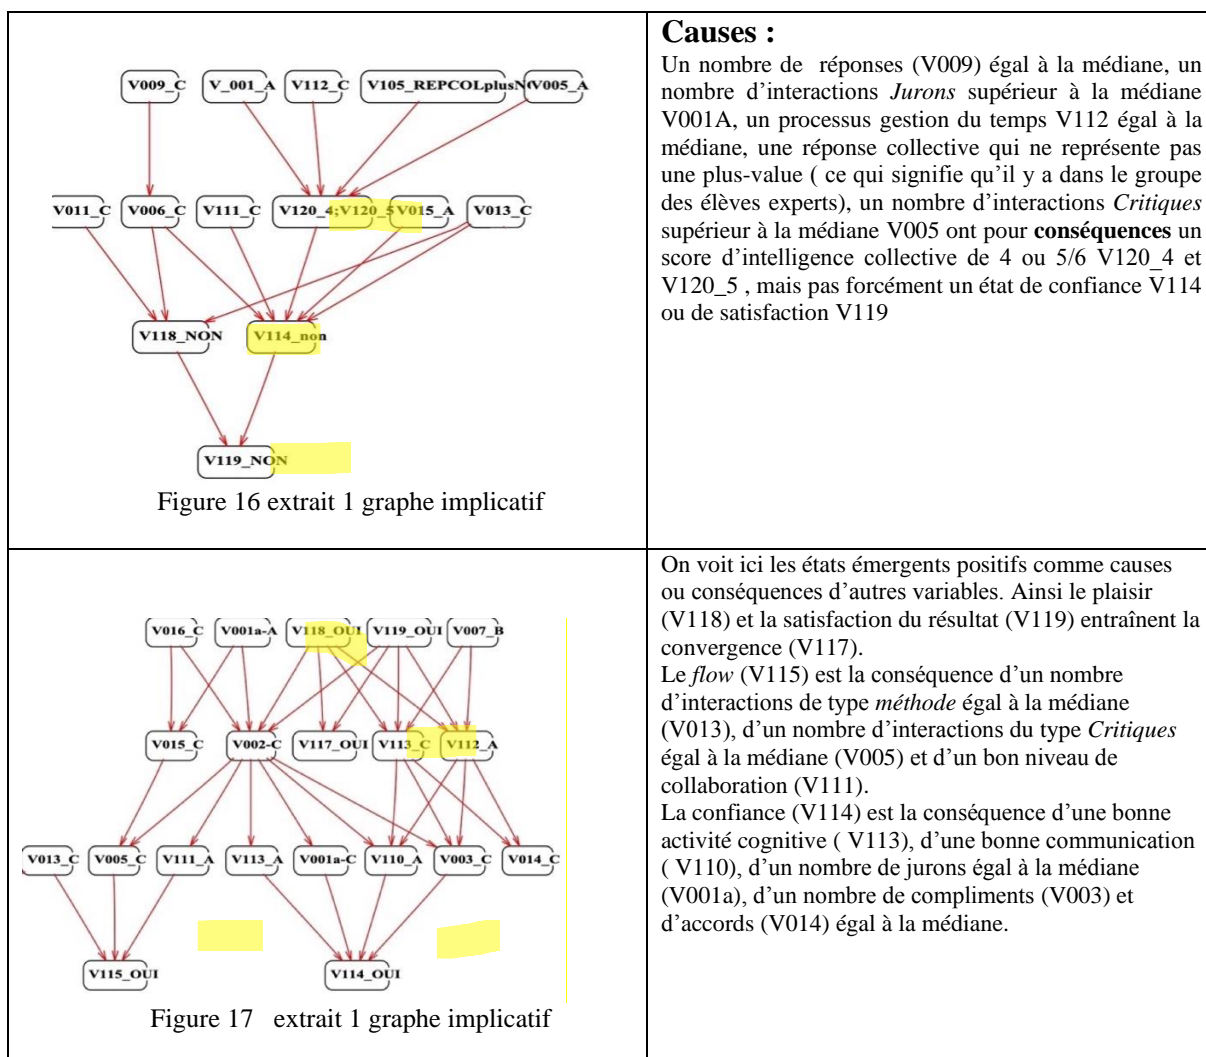 V009_C V_001_A V112_C V105_REPCOLplusN V005_A
V011_C V006_C V111_C V120_4;V120_5 V015_A V013_C
V118_NON V114_non
V119_NON
Figure 16 extrait 1 graphe implicatif
Causes :
Un nombre de réponses (V009) égal à la médiane, un
nombre d’interactions Jurons supérieur à la médiane
V001A, un processus gestion du temps V112 égal à la
médiane, une réponse collective qui ne représente pas
une plus-value ( ce qui signifie qu’il y a dans le groupe
des élèves experts), un nombre d’interactions Critiques
supérieur à la médiane V005 ont pour conséquences un
score d’intelligence collective de 4 ou 5/6 V120_4 et
V120_5 , mais pas forcément un état de confiance V114
ou de satisfaction V119
V016_C V001a-A V118_OUI V119_OUI V007_B
V015_C V002-C V117_OUI V113_C V112_A
V013_C V005_C V111_A V113_A V001a-C V110_A V003_C V014_C
V115_OUI V114_OUI
Figure 17 extrait 1 graphe implicatif
On voit ici les états émergents positifs comme causes
ou conséquences d’autres variables. Ainsi le plaisir
(V118) et la satisfaction du résultat (V119) entraînent la
convergence (V117).
Le flow (V115) est la conséquence d’un nombre
d’interactions de type méthode égal à la médiane
(V013), d’un nombre d’interactions du type Critiques
égal à la médiane (V005) et d’un bon niveau de
collaboration (V111).
La confiance (V114) est la conséquence d’une bonne
activité cognitive ( V113), d’une bonne communication
( V110), d’un nombre de jurons égal à la médiane
(V001a), d’un nombre de compliments (V003) et
d’accords (V014) égal à la médiane.